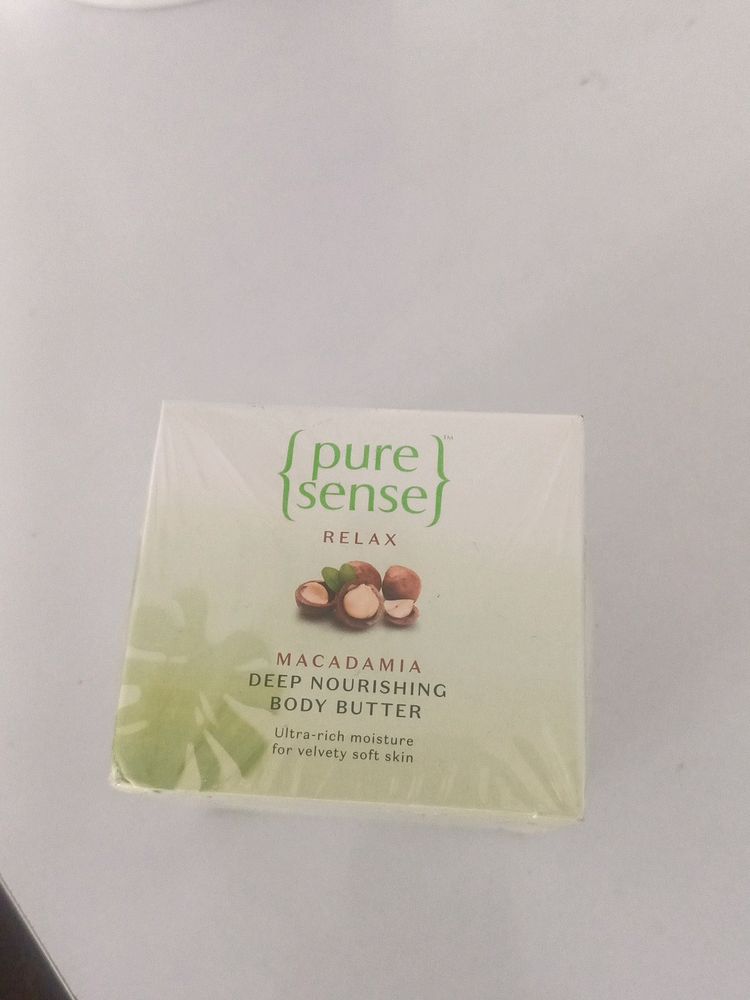 {pure sense}™
RELAX
MACADAMIA
DEEP NOURISHING
BODY BUTTER
Ultra-rich moisture
for velvety soft skin